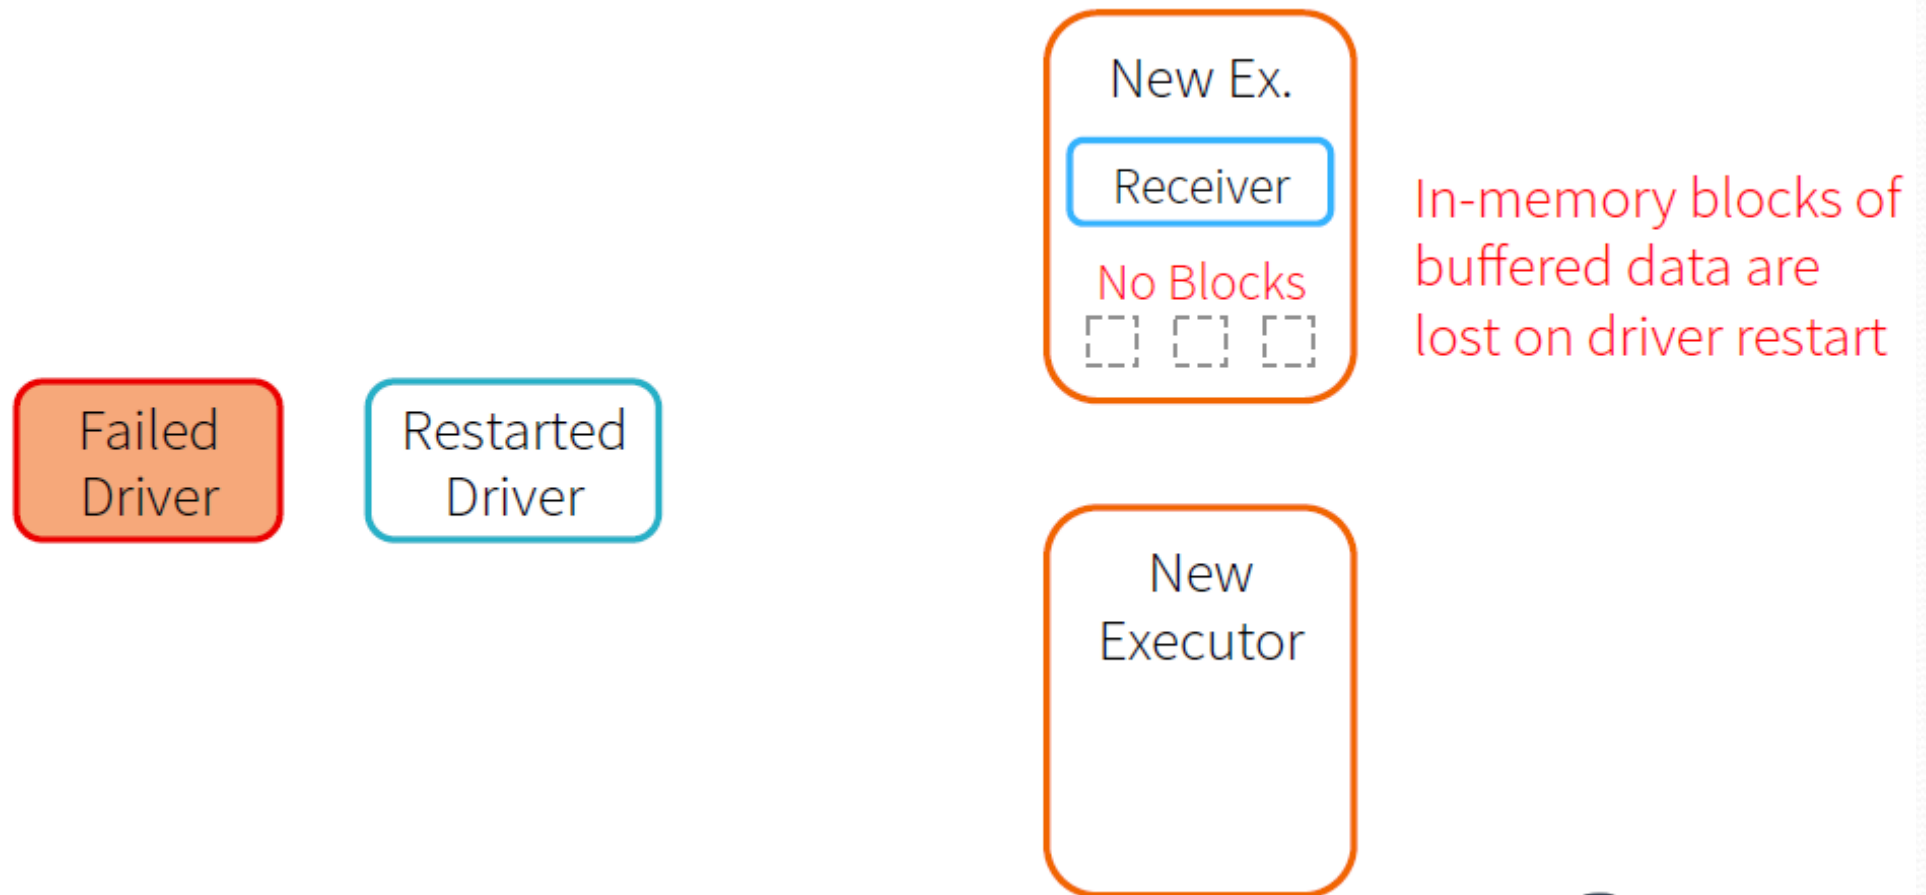 New Ex.
Receiver
No Blocks
In-memory blocks of
buffered data are
lost on driver restart
Failed
Driver
Restarted
Driver
New
Executor